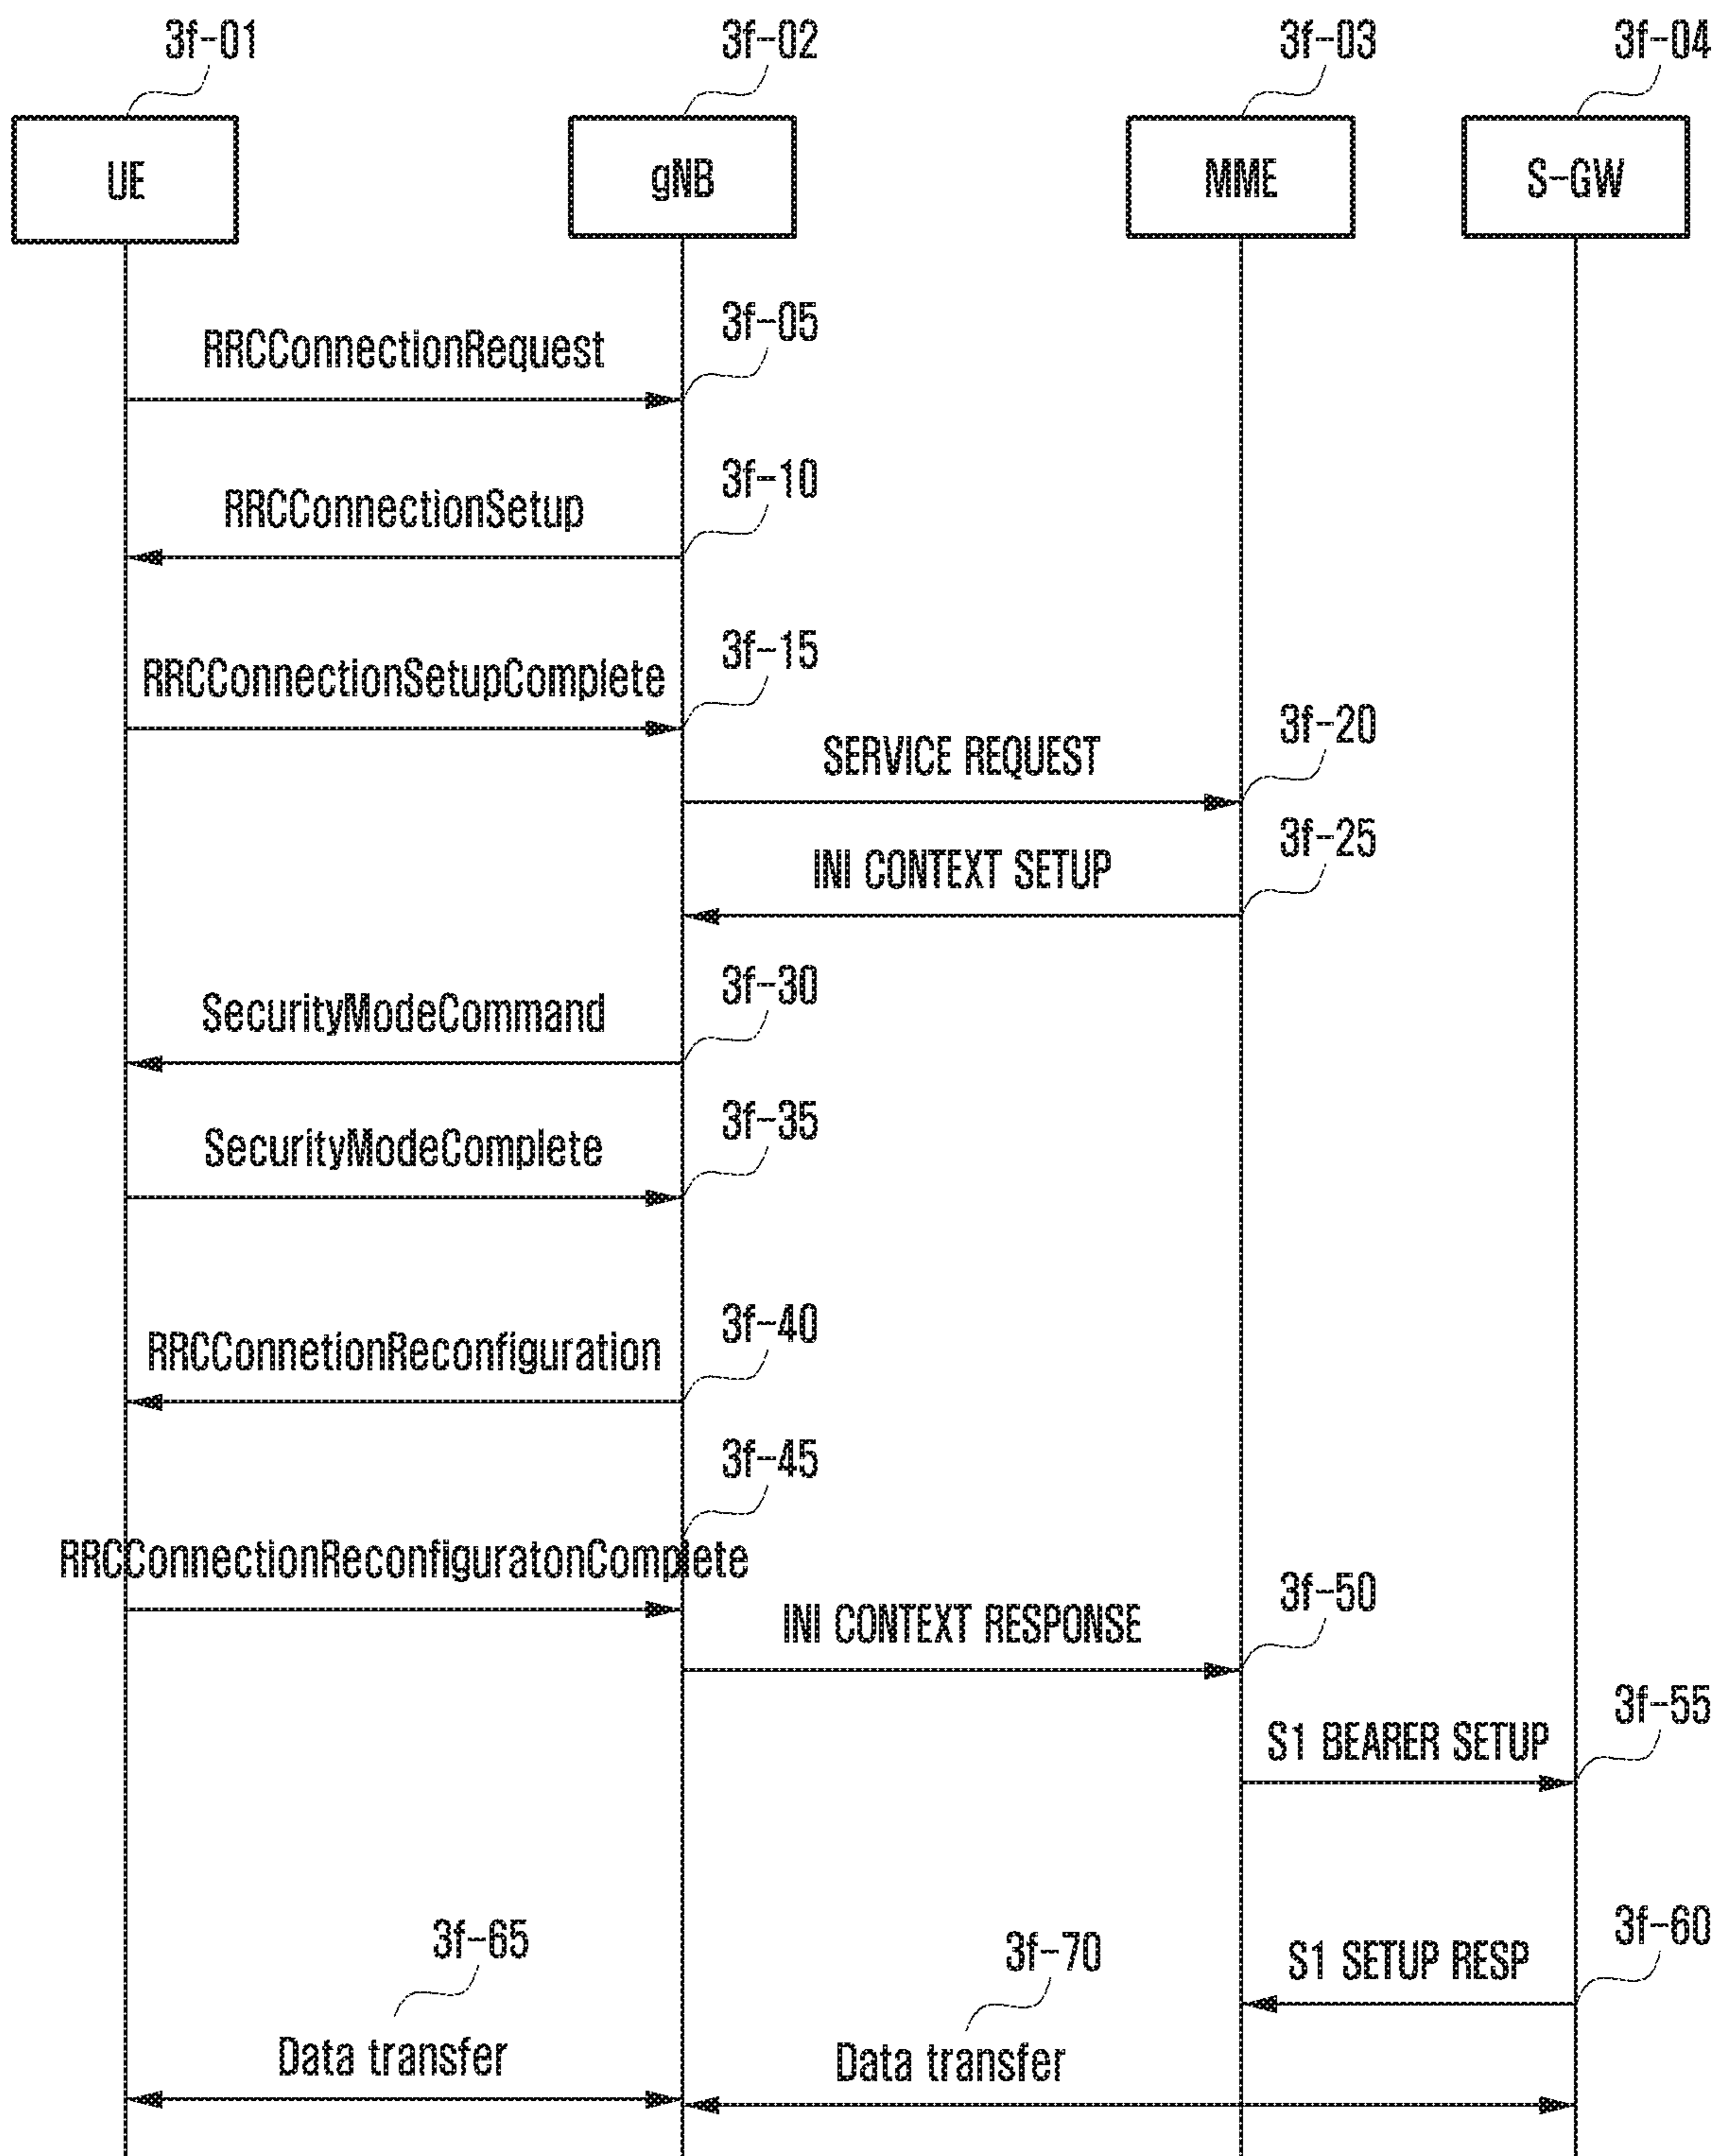 3f-01
3f-02
3f-03
3f-04
UE
gNB
MME
S-GW
3f-05
RRCConnectionRequest
3f-10
RRCConnectionSetup
3f-15
RRCConnectionSetupComplete
3f-20
SERVICE REQUEST
3f-25
INI CONTEXT SETUP
3f-30
SecurityModeCommand
3f-35
SecurityModeComplete
3f-40
RRCConnetionReconfiguration
3f-45
RRCConnectionReconfiguratonComplete
3f-50
INI CONTEXT RESPONSE
3f-55
S1 BEARER SETUP
3f-60
3f-65
3f-70
S1 SETUP RESP
Data transfer
Data transfer